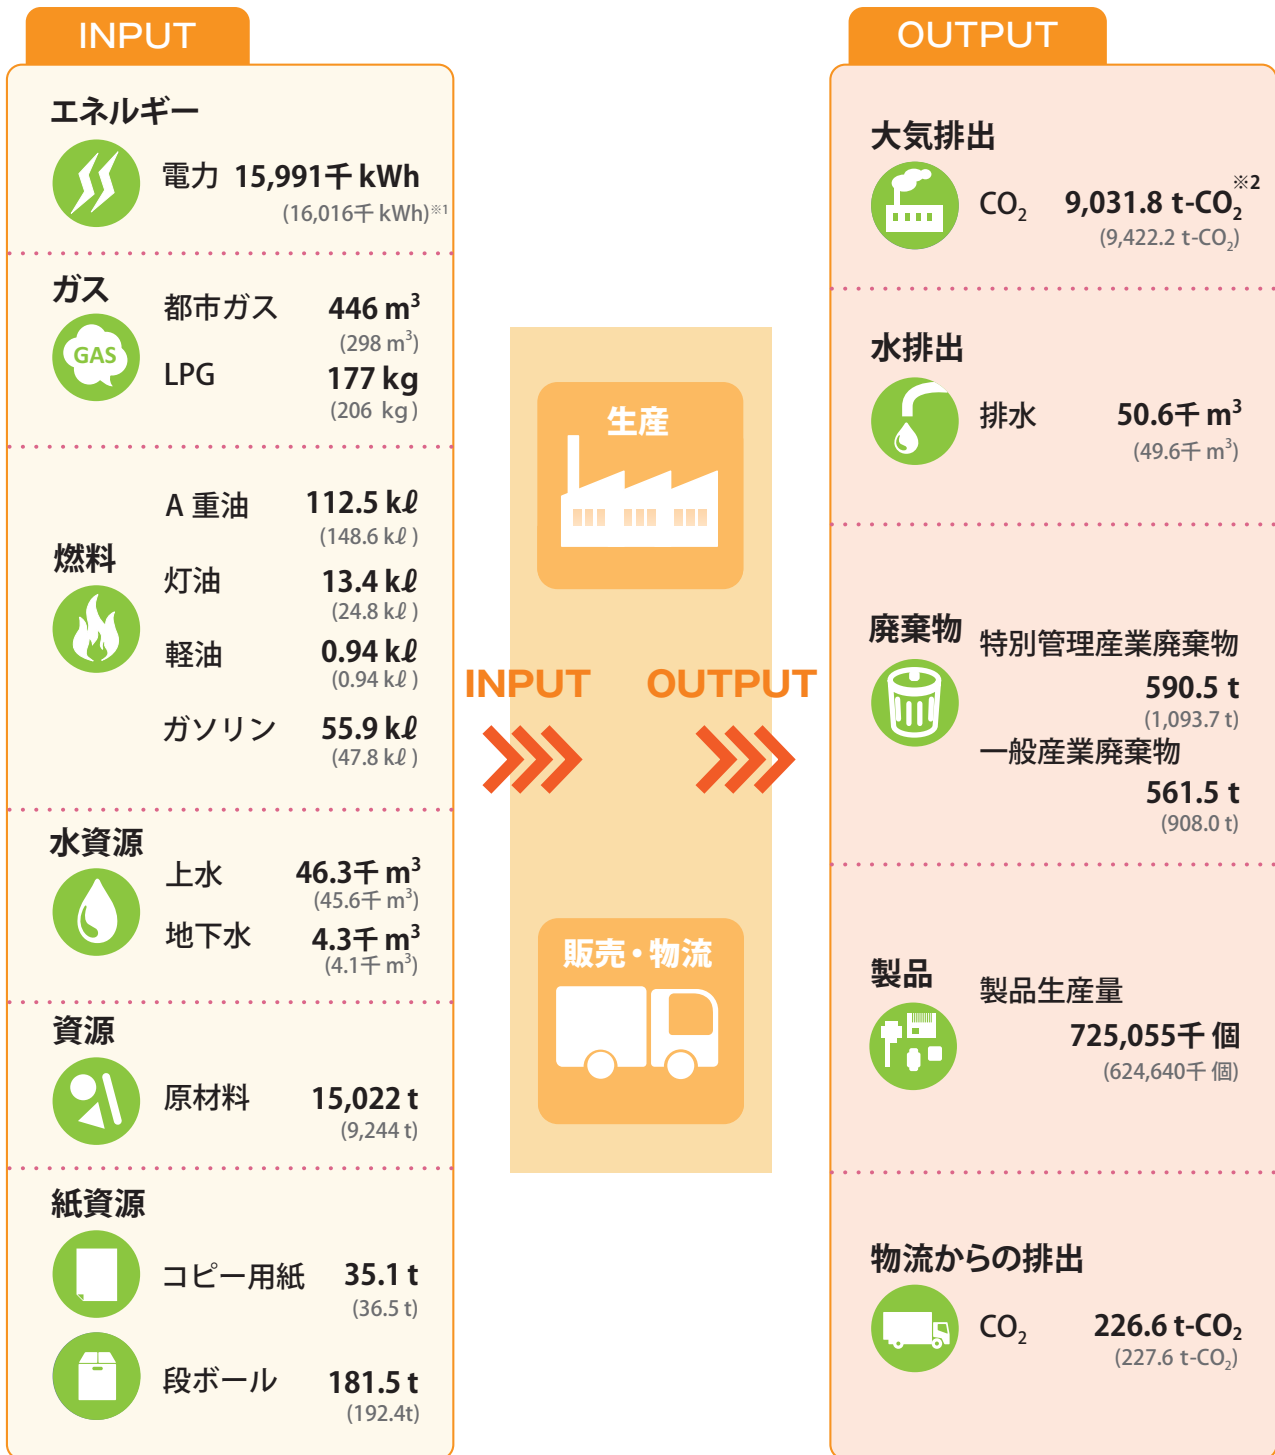 INPUT
エネルギー
電力 15,991千 kWh
(16,016千 kWh)※1
ガス
都市ガス 446 m³
(298 m³)
GAS
LPG 177 kg
(206 kg)
A 重油 112.5 kℓ
(148.6 kℓ)
燃料
灯油 13.4 kℓ
(24.8 kℓ)
軽油 0.94 kℓ
(0.94 kℓ)
ガソリン 55.9 kℓ
(47.8 kℓ)
水資源
上水 46.3千 m³
(45.6千 m³)
地下水 4.3千 m³
(4.1千 m³)
資源
原材料 15,022 t
(9,244 t)
紙資源
コピー用紙 35.1 t
(36.5 t)
段ボール 181.5 t
(192.4t)
生産
INPUT OUTPUT
販売・物流
OUTPUT
大気排出
CO₂ 9,031.8 t-CO₂※2
(9,422.2 t-CO₂)
水排出
排水 50.6千 m³
(49.6千 m³)
廃棄物
特別管理産業廃棄物
590.5 t
(1,093.7 t)
一般産業廃棄物
561.5 t
(908.0 t)
製品
製品生産量
725,055千 個
(624,640千 個)
物流からの排出
CO₂ 226.6 t-CO₂
(227.6 t-CO₂)